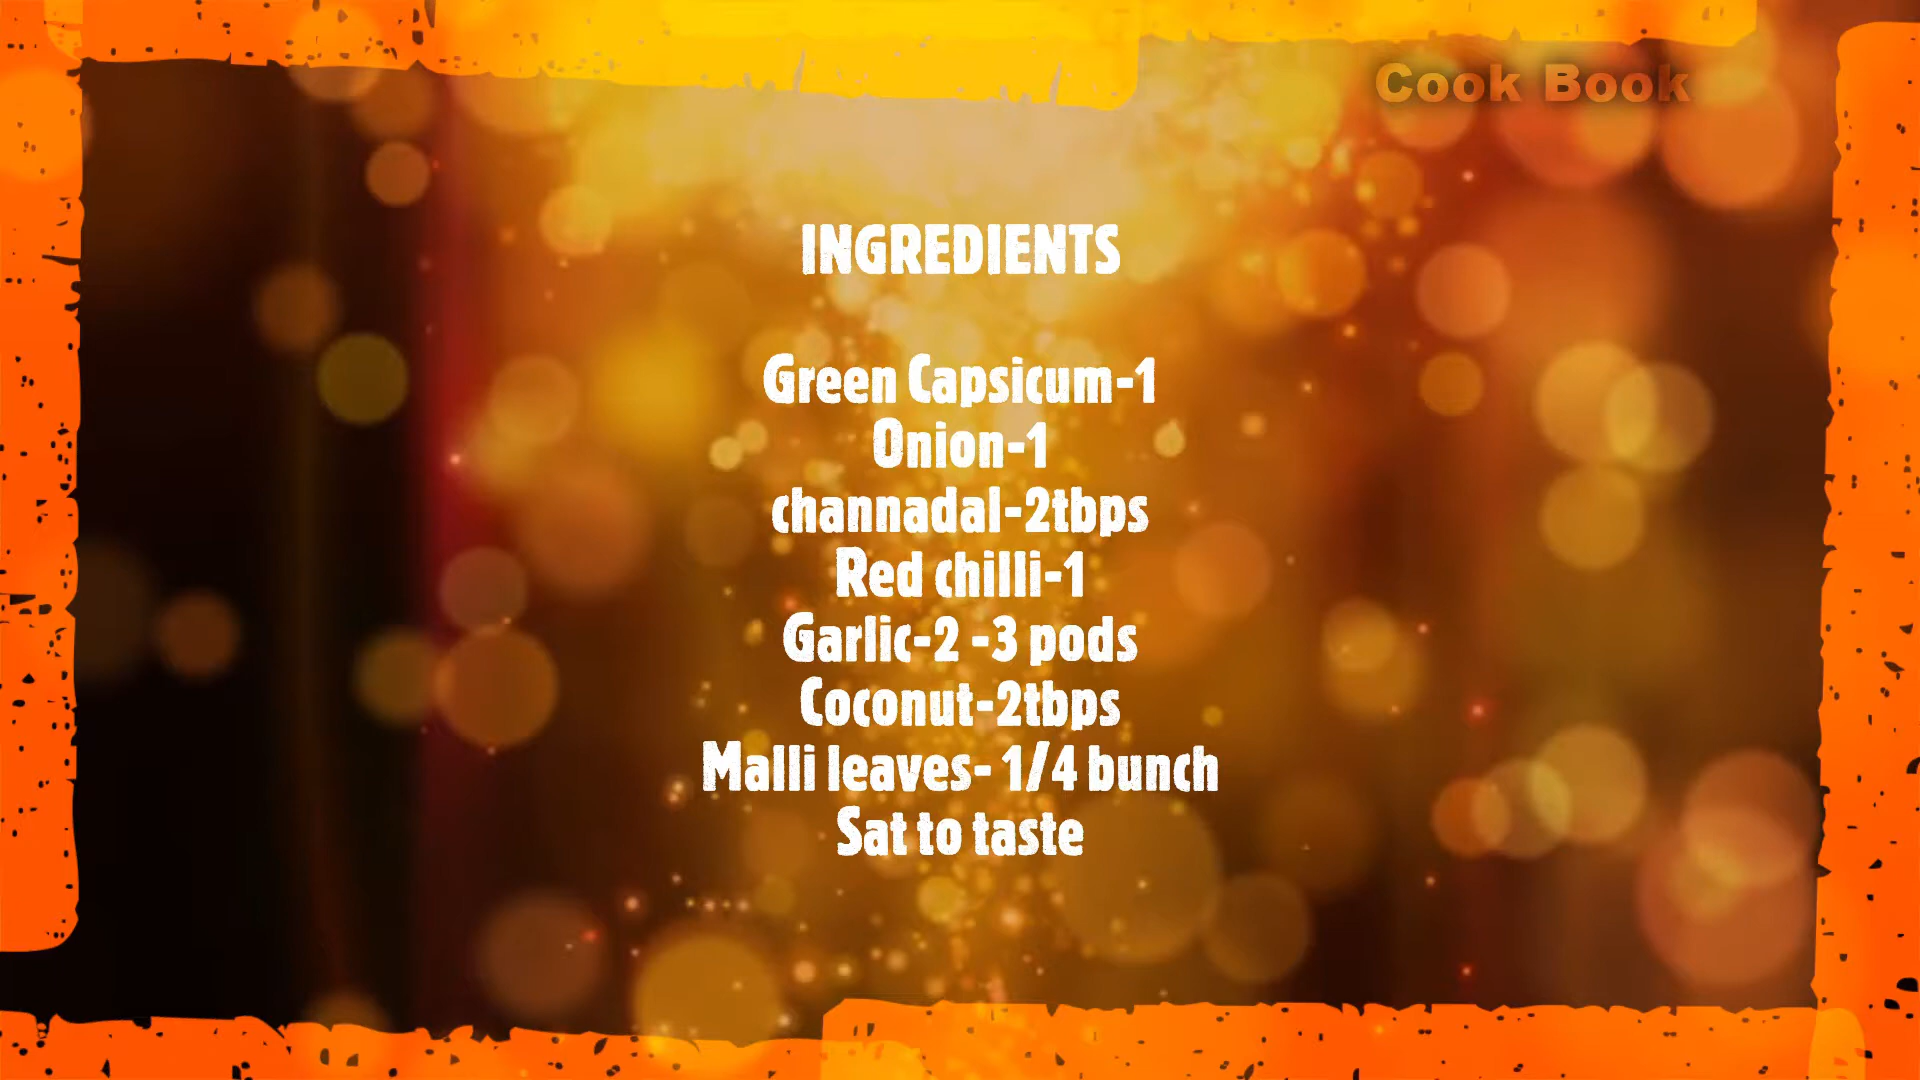 Cook Book
INGREDIENTS
Green Capsicum-1
Onion-1
channadal-2tbps
Red chilli-1
Garlic-2 -3 pods
Coconut-2tbps
Malli leaves- 1/4 bunch
Sat to taste